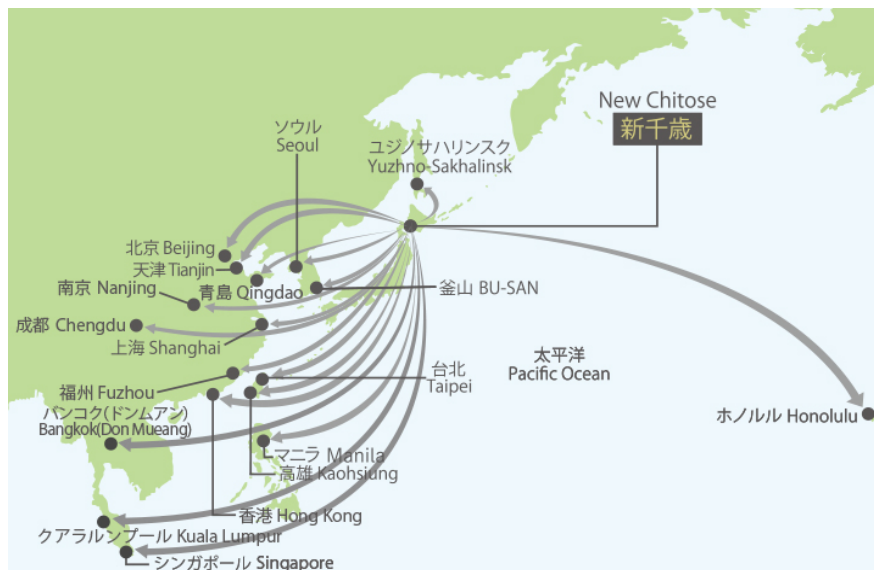 New Chitose
新千歳
ソウル
Seoul
ユジノサハリンスク
Yuzhno-Sakhalinsk
北京 Beijing
天津 Tianjin
青島 Qingdao
南京 Nanjing
釜山 BU-SAN
成都 Chengdu
上海 Shanghai
太平洋
Pacific Ocean
台北
Taipei
福州 Fuzhou
バンコク(ドンムアン)
Bangkok(Don Mueang)
ホノルル Honolulu
マニラ Manila
高雄 Kaohsiung
香港 Hong Kong
クアラルンプール Kuala Lumpur
シンガポール Singapore